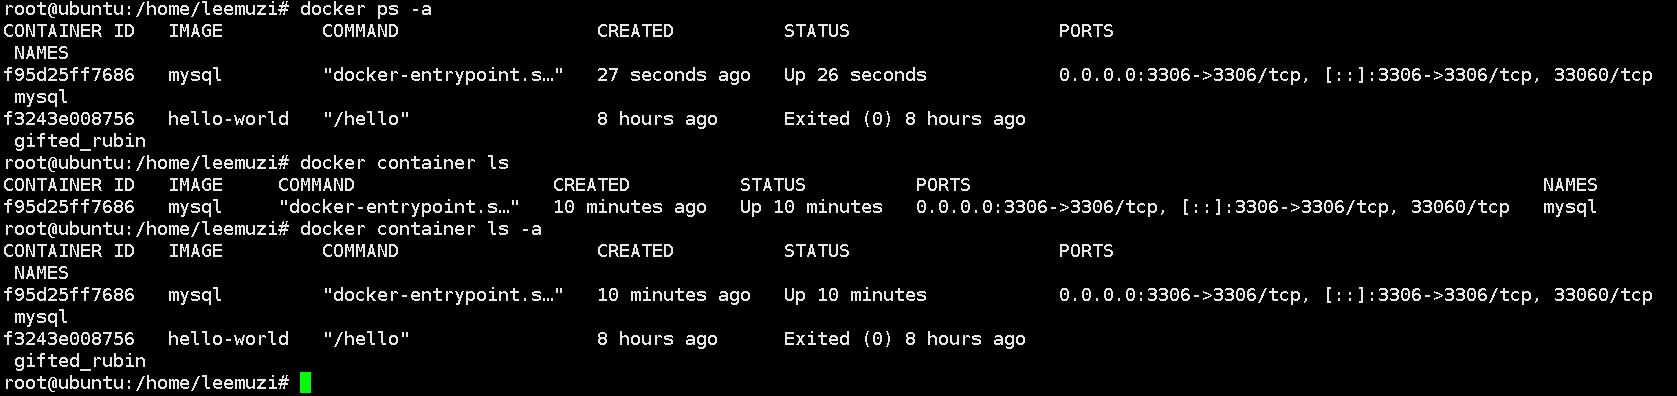 root@ubuntu:/home/leemuzi# docker ps -a
CONTAINER ID   IMAGE         COMMAND                  CREATED          STATUS                   PORTS
 NAMES
f95d25ff7686   mysql         "docker-entrypoint.s…"   27 seconds ago   Up 26 seconds            0.0.0.0:3306->3306/tcp, [::]:3306->3306/tcp, 33060/tcp
 mysql
f3243e008756   hello-world   "/hello"                 8 hours ago      Exited (0) 8 hours ago
 gifted_rubin
root@ubuntu:/home/leemuzi# docker container ls
CONTAINER ID   IMAGE     COMMAND                  CREATED          STATUS          PORTS                                                    NAMES
f95d25ff7686   mysql     "docker-entrypoint.s…"   10 minutes ago   Up 10 minutes   0.0.0.0:3306->3306/tcp, [::]:3306->3306/tcp, 33060/tcp   mysql
root@ubuntu:/home/leemuzi# docker container ls -a
CONTAINER ID   IMAGE         COMMAND                  CREATED          STATUS                   PORTS
 NAMES
f95d25ff7686   mysql         "docker-entrypoint.s…"   10 minutes ago   Up 10 minutes            0.0.0.0:3306->3306/tcp, [::]:3306->3306/tcp, 33060/tcp
 mysql
f3243e008756   hello-world   "/hello"                 8 hours ago      Exited (0) 8 hours ago
 gifted_rubin
root@ubuntu:/home/leemuzi#